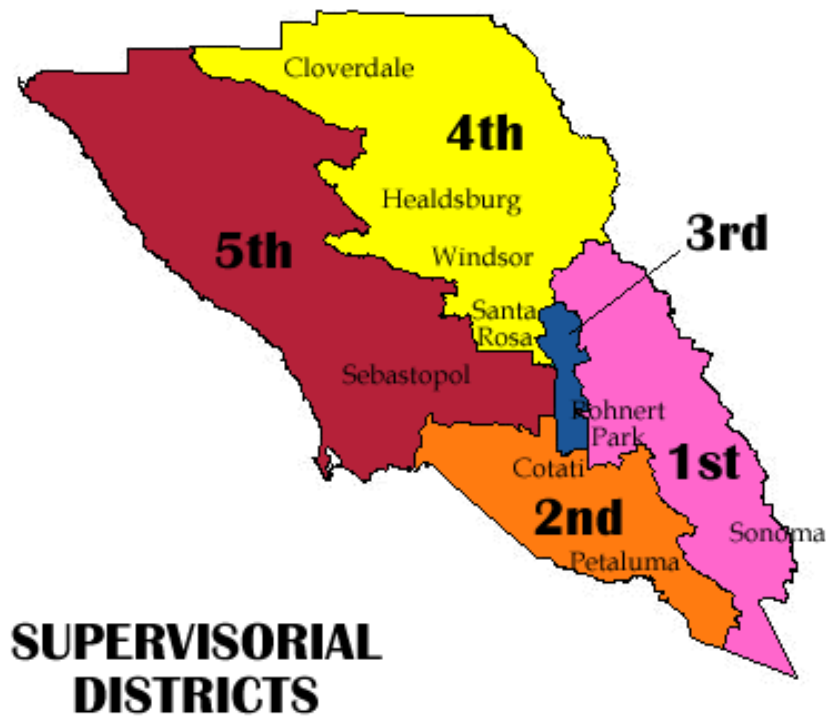 Cloverdale
4th
Healdsburg
3rd
5th
Windsor
Santa
Rosa
Sebastopol
Rohnert
Park
1st
Cotati
2nd
Sonoma
Petaluma
SUPERVISORIAL
DISTRICTS